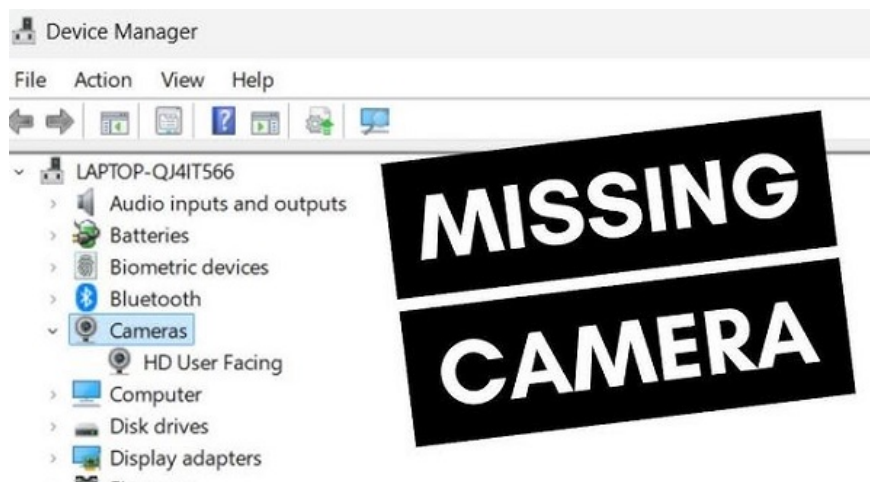 Device Manager
File Action View Help
LAPTOP-QJ4IT566
Audio inputs and outputs
Batteries
Biometric devices
Bluetooth
Cameras
HD User Facing
Computer
Disk drives
Display adapters
MISSING
CAMERA